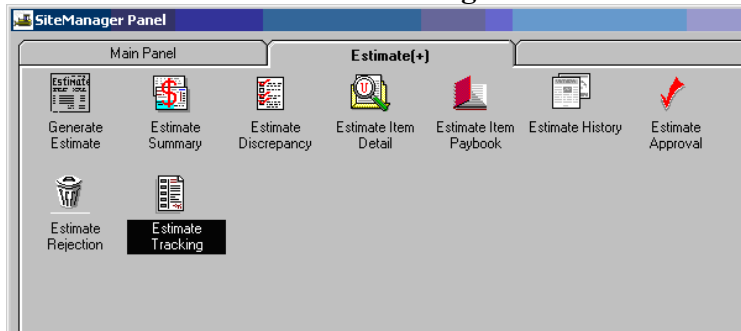 SiteManager Panel
Main Panel
Estimate(+)
Estimate
Generate
Estimate
Estimate
Summary
Estimate
Discrepancy
Estimate Item
Detail
Estimate Item
Paybook
Estimate History
Estimate
Approval
Estimate
Rejection
Estimate
Tracking